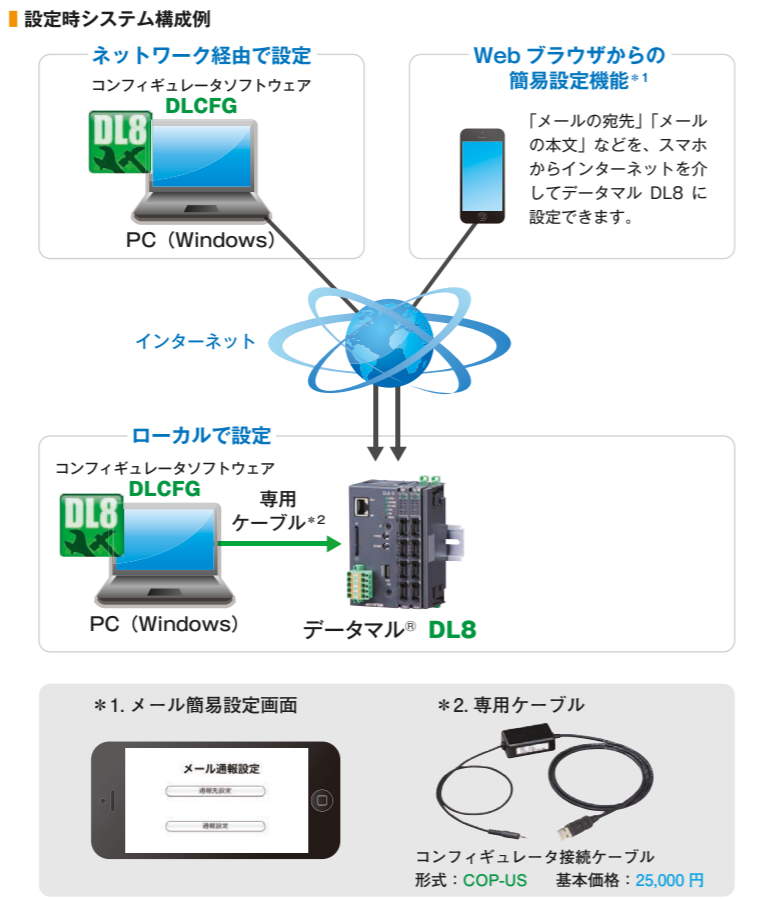 設定時システム構成例
ネットワーク経由で設定
コンフィギュレータソフトウェア
DLCFG
DL8
PC（Windows）
Web ブラウザからの
簡易設定機能＊1
「メールの宛先」「メール
の本文」などを、スマホ
からインターネットを介
してデータマル DL8 に
設定できます。
インターネット
ローカルで設定
コンフィギュレータソフトウェア
DLCFG
DL8
専用
ケーブル＊2
PC（Windows）
データマル® DL8
＊1. メール簡易設定画面
メール通報設定
通報先設定
通報設定
＊2. 専用ケーブル
コンフィギュレータ接続ケーブル
形式：COP-US 基本価格：25,000 円